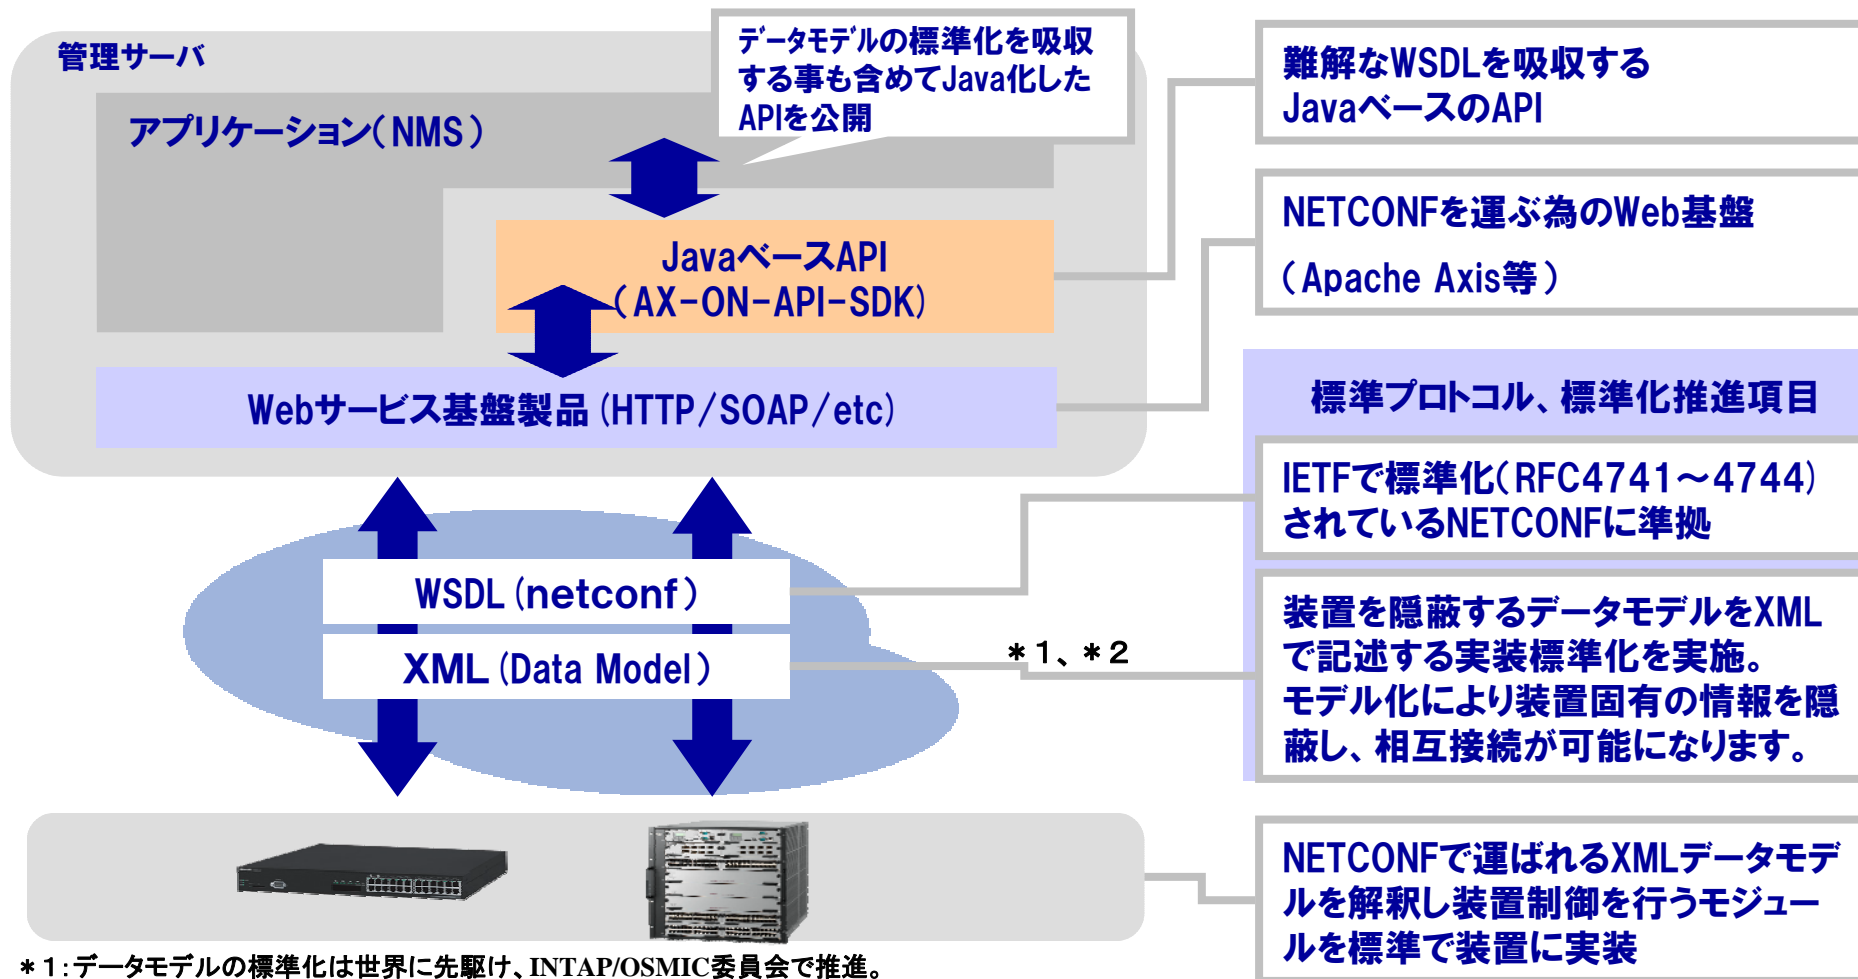 管理サーバ
アプリケーション(NMS)
データモデルの標準化を吸収
する事も含めてJava化した
APIを公開
JavaベースAPI
(AX-ON-API-SDK)
Webサービス基盤製品(HTTP/SOAP/etc)
WSDL(netconf)
XML(Data Model)
*1、*2
難解なWSDLを吸収する
JavaベースのAPI
NETCONFを運ぶ為のWeb基盤
(Apache Axis等)
標準プロトコル、標準化推進項目
IETFで標準化(RFC4741～4744)
されているNETCONFに準拠
装置を隠蔽するデータモデルをXML
で記述する実装標準化を実施。
モデル化により装置固有の情報を隠
蔽し、相互接続が可能になります。
NETCONFで運ばれるXMLデータモデ
ルを解釈し装置制御を行うモジュー
ルを標準で装置に実装
*1:データモデルの標準化は世界に先駆け、INTAP/OSMIC委員会で推進。